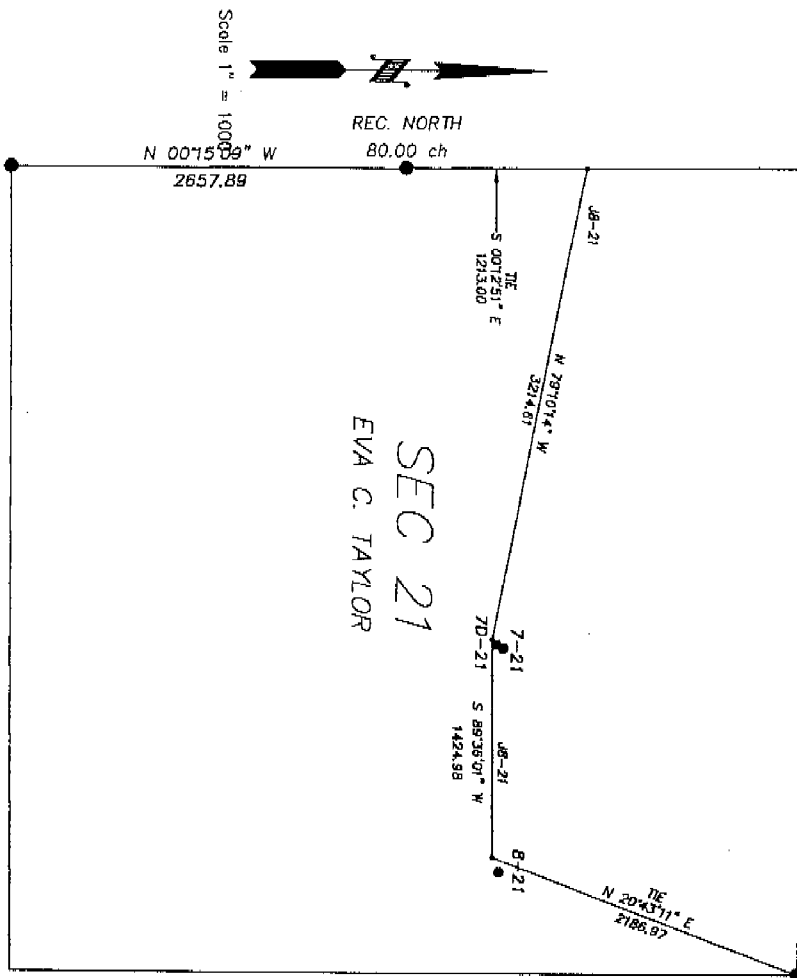 Scale 1" = 1000'
REC. NORTH
80.00 ch
N 00°15'09" W
2657.89
TIE
S 00°12'51" E
1213.00
J8-21
N 79°10'14" W
3214.61
SEC 21
EVA C. TAYLOR
7-21
7D-21
J8-21
S 89°36'01" W
1424.98
8-21
TIE
N 20°43'11" E
2186.97